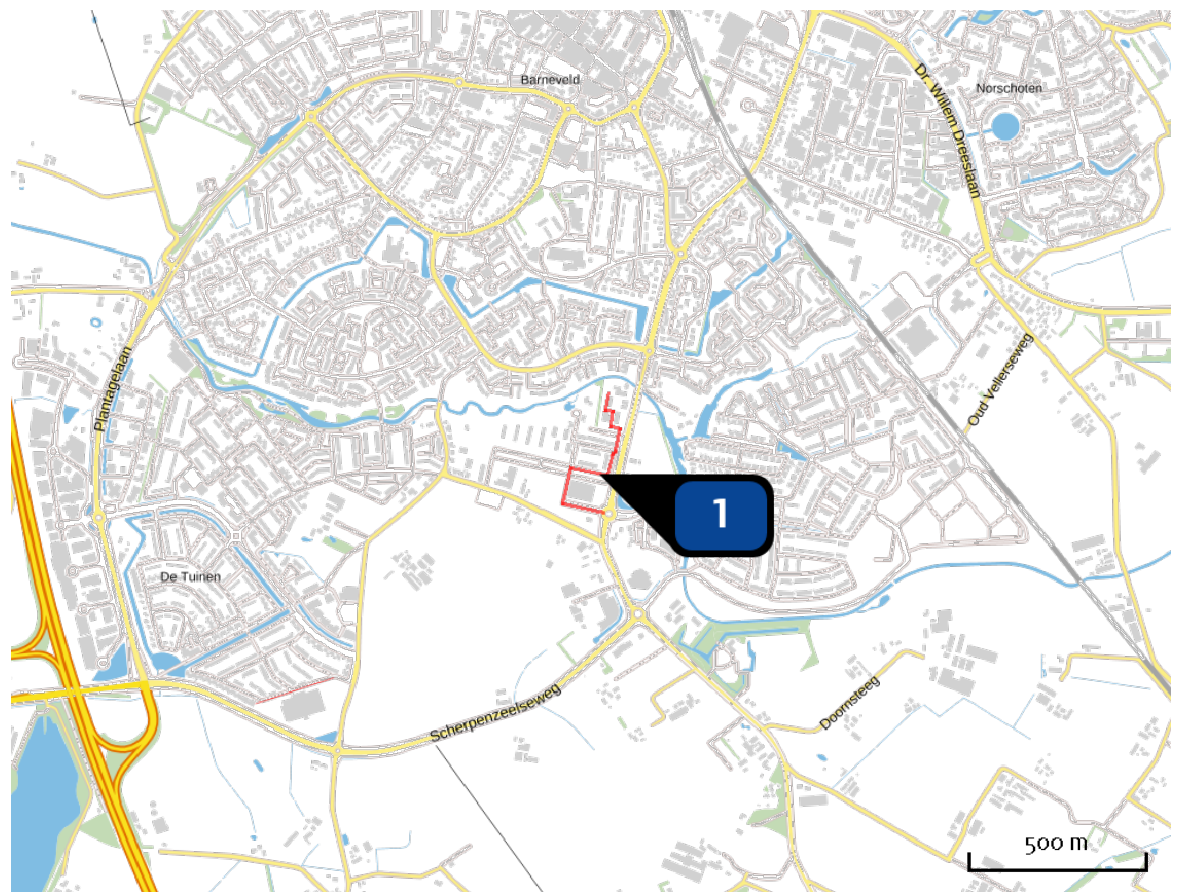 Barneveld
Norschoten
Dr. Willem Dreeslaan
Plantagelaan
Oud Vellerseweg
1
De Tuinen
Scherpenzeelseweg
Doornsteeg
500 m